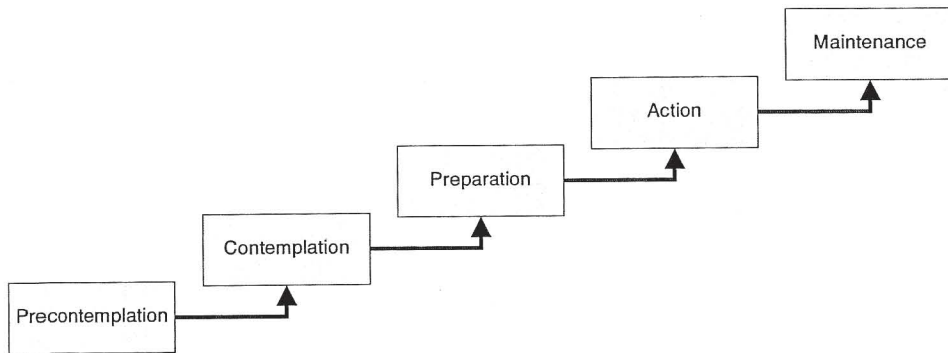 Maintenance
Action
Preparation
Contemplation
Precontemplation